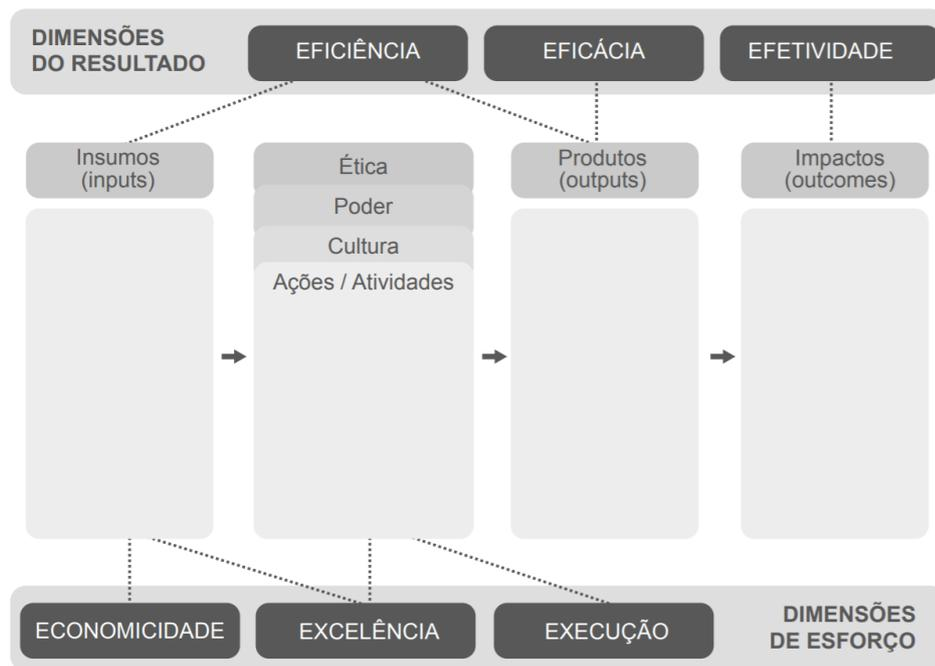 DIMENSÕES
DO RESULTADO
EFICIÊNCIA
EFICÁCIA
EFETIVIDADE
Insumos
(inputs)
Ética
Poder
Cultura
Ações / Atividades
Produtos
(outputs)
Impactos
(outcomes)
ECONOMICIDADE
EXCELÊNCIA
EXECUÇÃO
DIMENSÕES
DE ESFORÇO